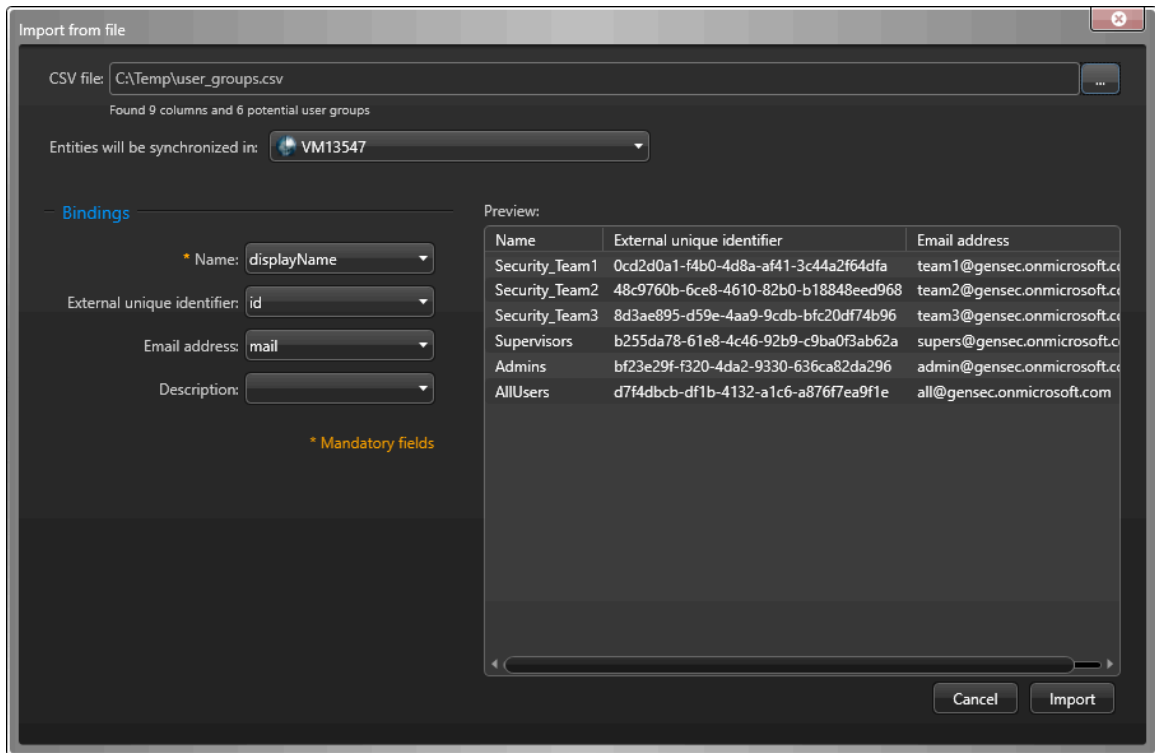 Import from file
CSV file: C:\Temp\user_groups.csv ...
Found 9 columns and 6 potential user groups
Entities will be synchronized in: VM13547
Bindings
* Name: displayName
External unique identifier: id
Email address: mail
Description:
* Mandatory fields
Preview:
Name External unique identifier Email address
Security_Team1 0cd2d0a1-f4b0-4d8a-af41-3c44a2f64dfa team1@gensec.onmicrosoft.co
Security_Team2 48c9760b-6ce8-4610-82b0-b18848eed968 team2@gensec.onmicrosoft.co
Security_Team3 8d3ae895-d59e-4aa9-9cdb-bfc20df74b96 team3@gensec.onmicrosoft.co
Supervisors b255da78-61e8-4c46-92b9-c9ba0f3ab62a supers@gensec.onmicrosoft.c
Admins bf23e29f-f320-4da2-9330-636ca82da296 admin@gensec.onmicrosoft.co
AllUsers d7f4dbcb-df1b-4132-a1c6-a876f7ea9f1e all@gensec.onmicrosoft.com
Cancel Import